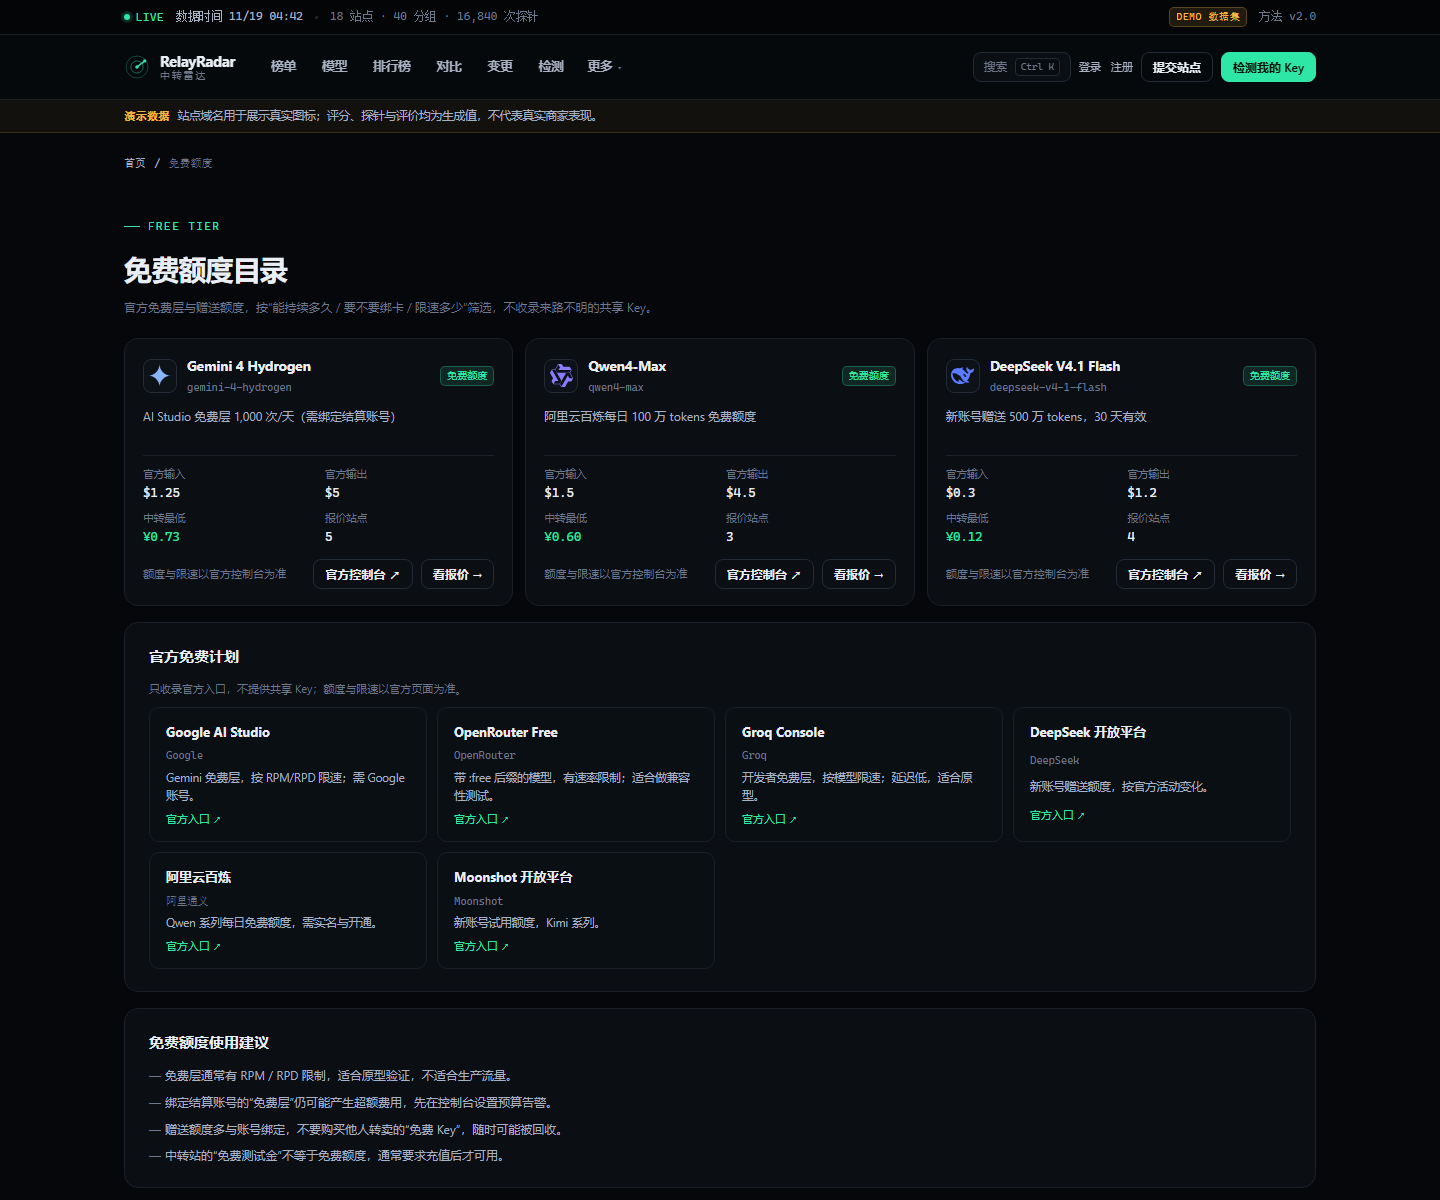 LIVE 数据时间 11/19 04:42 · 18 站点 · 40 分组 · 16,840 次探针
DEMO 数据集 方法 v2.0
RelayRadar
中转雷达
榜单 模型 排行榜 对比 变更 检测 更多
搜索 Ctrl K 登录 注册 提交站点 检测我的 Key
演示数据 站点域名用于展示真实图标；评分、探针与评价均为生成值，不代表真实商家表现。
首页 / 免费额度
FREE TIER
免费额度目录
官方免费层与赠送额度，按“能持续多久 / 要不要绑卡 / 限速多少”筛选，不收录来路不明的共享 Key。
Gemini 4 Hydrogen
gemini-4-hydrogen
免费额度
AI Studio 免费层 1,000 次/天（需绑定结算账号）
官方输入 官方输出
$1.25 $5
中转最低 报价站点
¥0.73 5
额度与限速以官方控制台为准 官方控制台 ↗ 看报价 →
Qwen4-Max
qwen4-max
免费额度
阿里云百炼每日 100 万 tokens 免费额度
官方输入 官方输出
$1.5 $4.5
中转最低 报价站点
¥0.60 3
额度与限速以官方控制台为准 官方控制台 ↗ 看报价 →
DeepSeek V4.1 Flash
deepseek-v4-1-flash
免费额度
新账号赠送 500 万 tokens，30 天有效
官方输入 官方输出
$0.3 $1.2
中转最低 报价站点
¥0.12 4
额度与限速以官方控制台为准 官方控制台 ↗ 看报价 →
官方免费计划
只收录官方入口，不提供共享 Key；额度与限速以官方页面为准。
Google AI Studio
Google
Gemini 免费层，按 RPM/RPD 限速；需 Google
账号。
官方入口 ↗
OpenRouter Free
OpenRouter
带 :free 后缀的模型，有速率限制；适合做兼容
性测试。
官方入口 ↗
Groq Console
Groq
开发者免费层，按模型限速；延迟低，适合原
型。
官方入口 ↗
DeepSeek 开放平台
DeepSeek
新账号赠送额度，按官方活动变化。
官方入口 ↗
阿里云百炼
阿里通义
Qwen 系列每日免费额度，需实名与开通。
官方入口 ↗
Moonshot 开放平台
Moonshot
新账号试用额度，Kimi 系列。
官方入口 ↗
免费额度使用建议
— 免费层通常有 RPM / RPD 限制，适合原型验证，不适合生产流量。
— 绑定结算账号的“免费层”仍可能产生超额费用，先在控制台设置预算告警。
— 赠送额度多与账号绑定，不要购买他人转卖的“免费 Key”，随时可能被回收。
— 中转站的“免费测试金”不等于免费额度，通常要求充值后才可用。